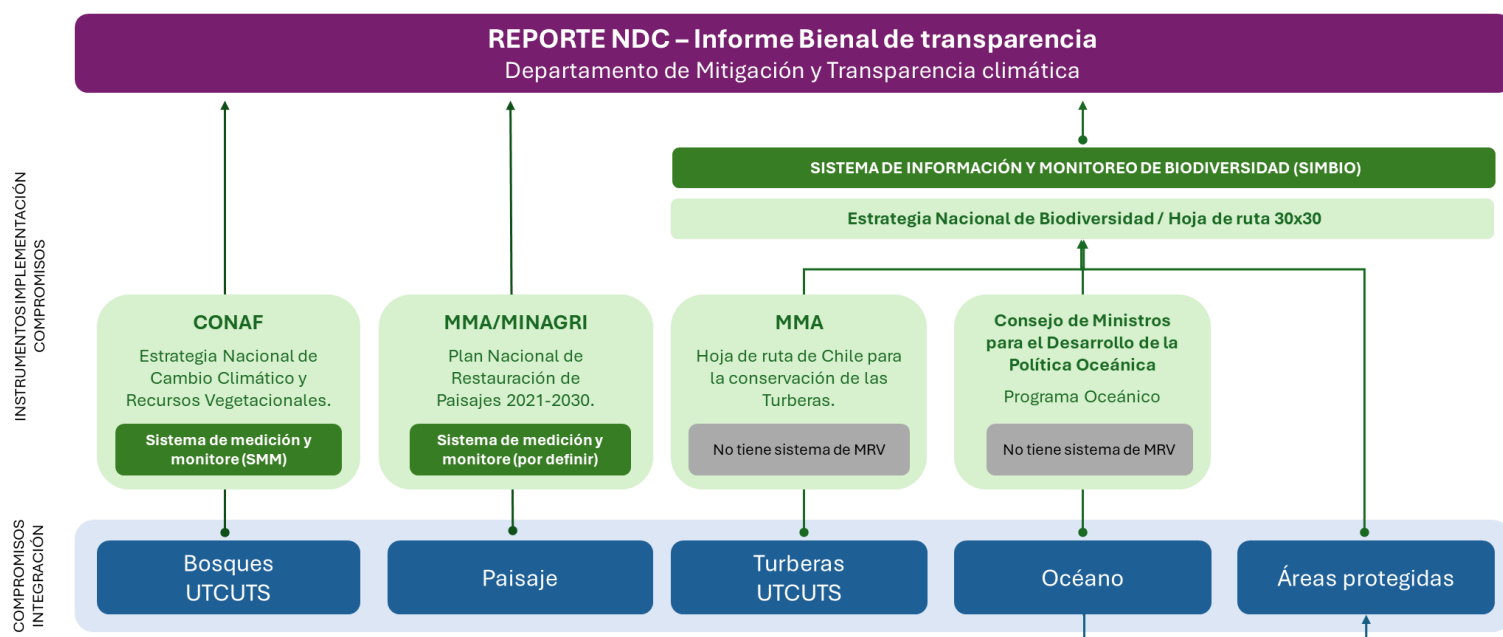 REPORTE NDC – Informe Bienal de transparencia
Departamento de Mitigación y Transparencia climática
INSTRUMENTOS IMPLEMENTACIÓN
COMPROMISOS
SISTEMA DE INFORMACIÓN Y MONITOREO DE BIODIVERSIDAD (SIMBIO)
Estrategia Nacional de Biodiversidad / Hoja de ruta 30x30
CONAF
Estrategia Nacional de
Cambio Climático y
Recursos Vegetacionales.
Sistema de medición y
monitore (SMM)
MMA/MINAGRI
Plan Nacional de
Restauración de
Paisajes 2021-2030.
Sistema de medición y
monitore (por definir)
MMA
Hoja de ruta de Chile para
la conservación de las
Turberas.
No tiene sistema de MRV
Consejo de Ministros
para el Desarrollo de la
Política Oceánica
Programa Oceánico
No tiene sistema de MRV
COMPROMISOS
INTEGRACIÓN
Bosques
UTCUTS
Paisaje
Turberas
UTCUTS
Océano
Áreas protegidas